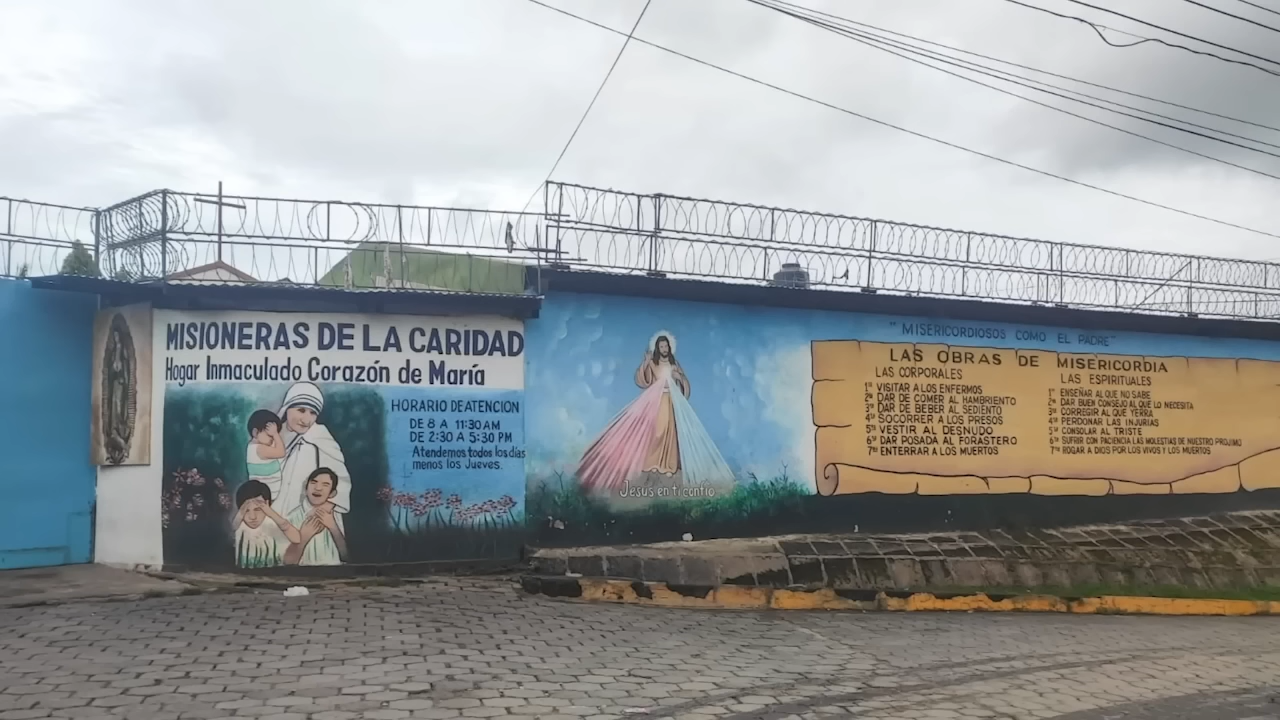 MISIONERAS DE LA CARIDAD
Hogar Inmaculado Corazón de María
HORARIO DE ATENCION
DE 8 A 11:30 AM
DE 2:30 A 5:30 PM
Atendemos todos los días
menos los Jueves.
Jesus en ti confio
"MISERICORDIOSOS COMO EL PADRE"
LAS OBRAS DE MISERICORDIA
LAS CORPORALES
1º VISITAR A LOS ENFERMOS
2º DAR DE COMER AL HAMBRIENTO
3º DAR DE BEBER AL SEDIENTO
4º SOCORRER A LOS PRESOS
5º VESTIR AL DESNUDO
6º DAR POSADA AL FORASTERO
7º ENTERRAR A LOS MUERTOS
LAS ESPIRITUALES
1º ENSEÑAR AL QUE NO SABE
2º DAR BUEN CONSEJO AL QUE LO NECESITA
3º CORREGIR AL QUE YERRA
4º PERDONAR LAS INJURIAS
5º CONSOLAR AL TRISTE
6º SUFRIR CON PACIENCIA LAS MOLESTIAS DE NUESTRO PROJIMO
7º ROGAR A DIOS POR LOS VIVOS Y LOS MUERTOS